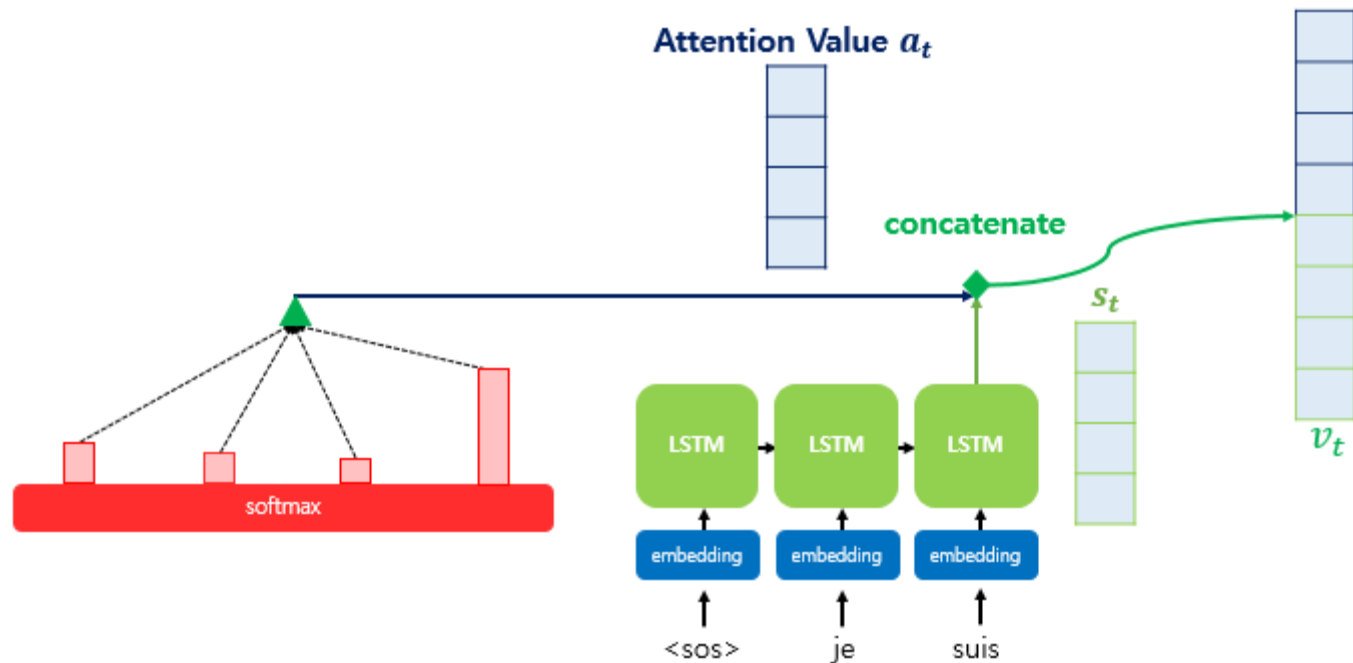 Attention Value a_t
concatenate
s_t
v_t
LSTM LSTM LSTM
softmax
embedding embedding embedding
<sos> je suis